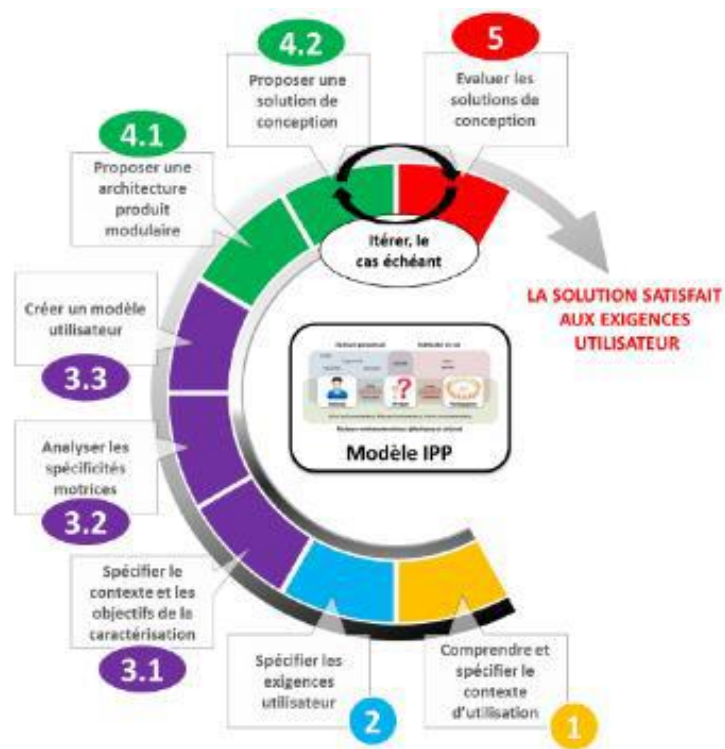 4.2
Proposer une
solution de
conception
5
Evaluer les
solutions de
conception
4.1
Proposer une
architecture
produit
modulaire
Itérer, le
cas échéant
LA SOLUTION SATISFAIT
AUX EXIGENCES
UTILISATEUR
Créer un modèle
utilisateur
3.3
Modèle IPP
Analyser les
spécificités
motrices
3.2
Spécifier le
contexte et les
objectifs de la
caractérisation
3.1
Spécifier les
exigences
utilisateur
2
Comprendre et
spécifier le
contexte
d'utilisation
1